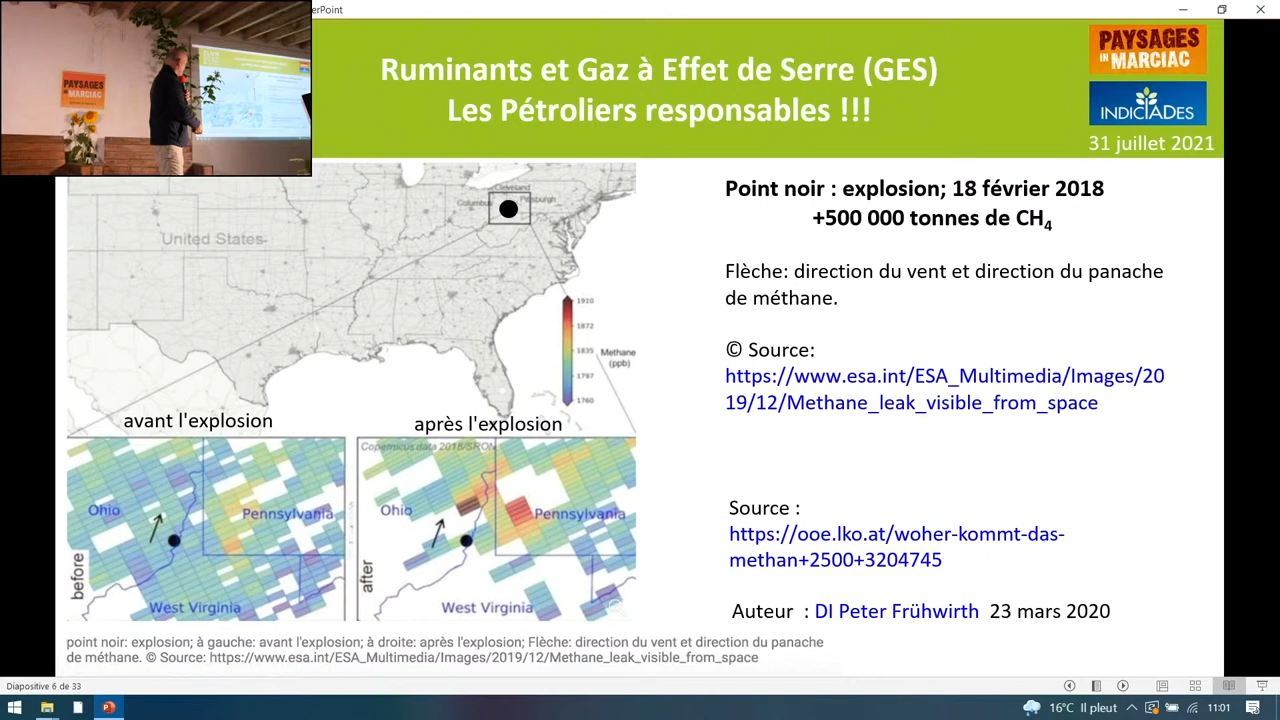 erPoint
Ruminants et Gaz à Effet de Serre (GES)
Les Pétroliers responsables !!!
PAYSAGES
IN MARCIAC
INDICIADES
31 juillet 2021
PAYSAGES
IN MARCIAC
Cleveland
Columbus
Pittsburgh
United States
1910
1872
1835
1797
1760
Methane
(ppb)
avant l'explosion
après l'explosion
Copernicus data 2018/SRON
Ohio
Pennsylvania
West Virginia
before
Ohio
Pennsylvania
West Virginia
after
point noir: explosion; à gauche: avant l'explosion; à droite: après l'explosion; Flèche: direction du vent et direction du panache
de méthane. © Source: https://www.esa.int/ESA_Multimedia/Images/2019/12/Methane_leak_visible_from_space
Point noir : explosion; 18 février 2018
+500 000 tonnes de CH4
Flèche: direction du vent et direction du panache
de méthane.
© Source:
https://www.esa.int/ESA_Multimedia/Images/20
19/12/Methane_leak_visible_from_space
Source :
https://ooe.lko.at/woher-kommt-das-
methan+2500+3204745
Auteur : DI Peter Frühwirth 23 mars 2020
Diapositive 6 de 33
16°C Il pleut
11:01